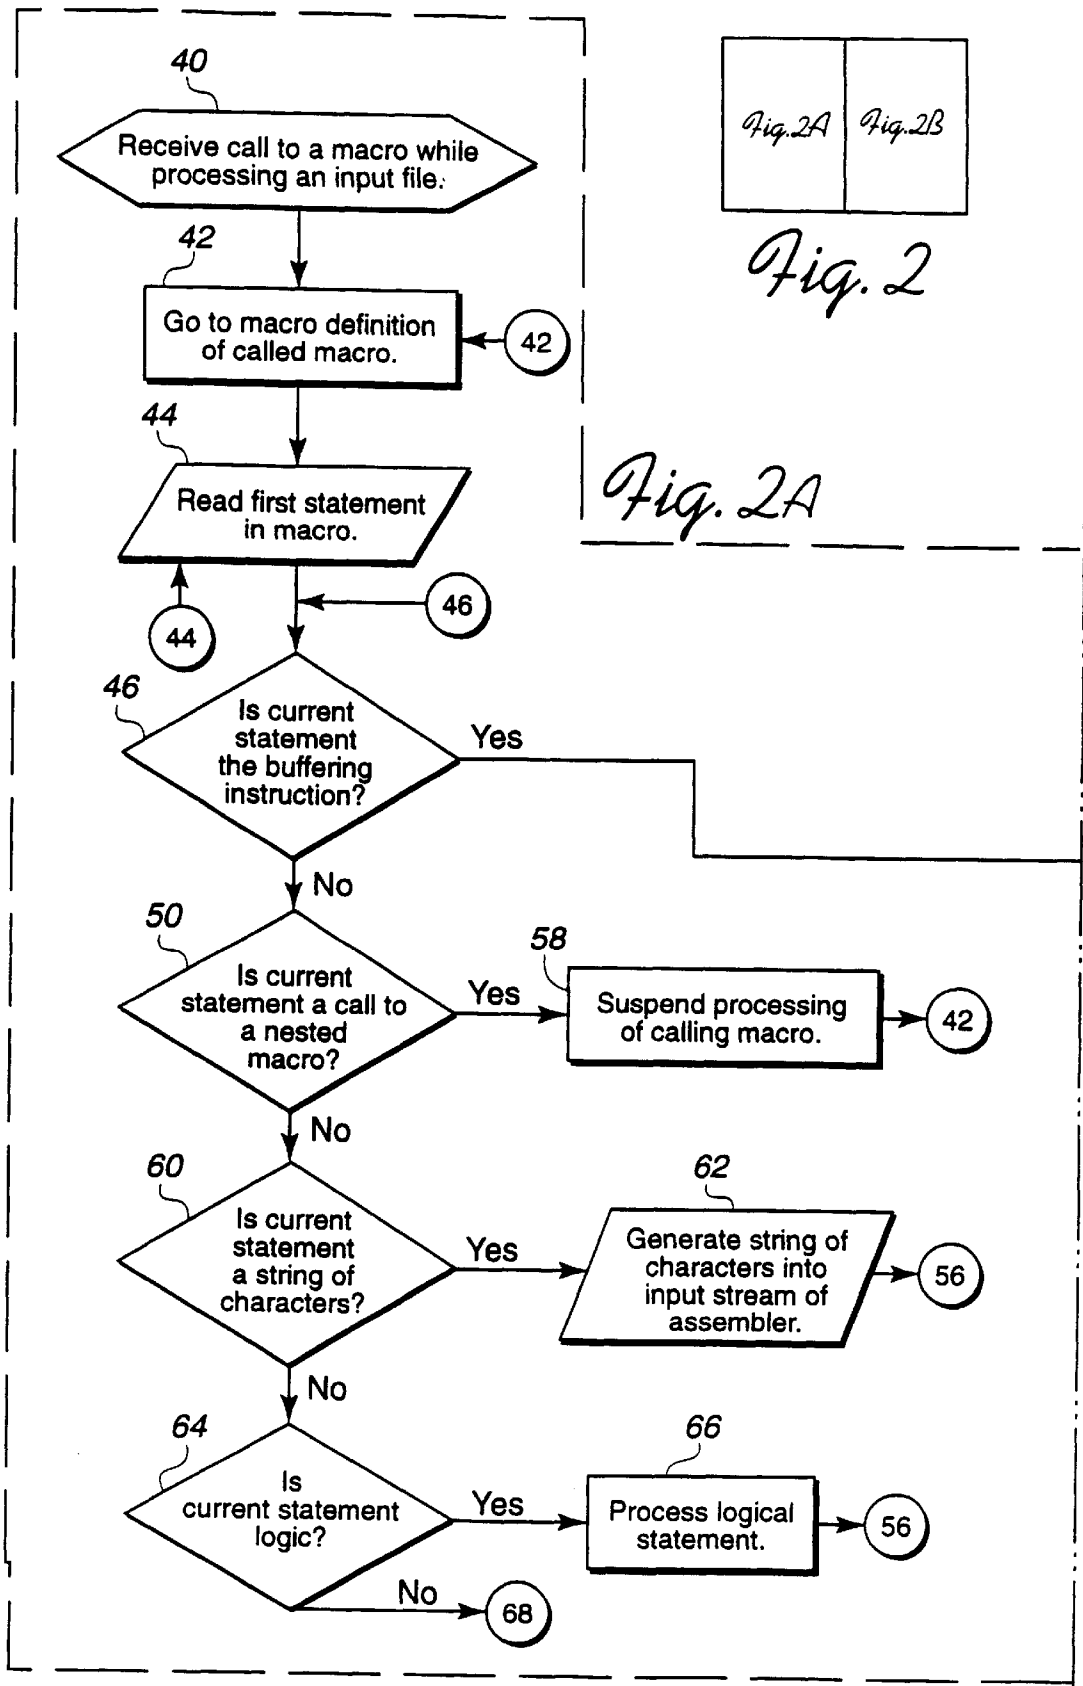 40
Receive call to a macro while
processing an input file.
Fig. 2A
Fig. 2B
Fig. 2
42
Go to macro definition
of called macro.
42
44
Read first statement
in macro.
Fig. 2A
46
44
46
Is current
statement
the buffering
instruction?
Yes
No
50
Is current
statement a call to
a nested
macro?
Yes
58
Suspend processing
of calling macro.
42
No
60
Is current
statement
a string of
characters?
Yes
62
Generate string of
characters into
input stream of
assembler.
56
No
64
Is
current statement
logic?
Yes
66
Process logical
statement.
56
No
68